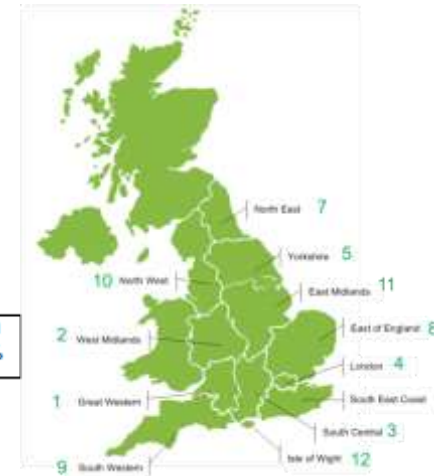 North East 7
Yorkshire 5
10 North West
East Midlands 11
East of England 8
2 West Midlands
London 4
1 Great Western
South East Coast
South Central 3
Isle of Wight 12
9 South Western